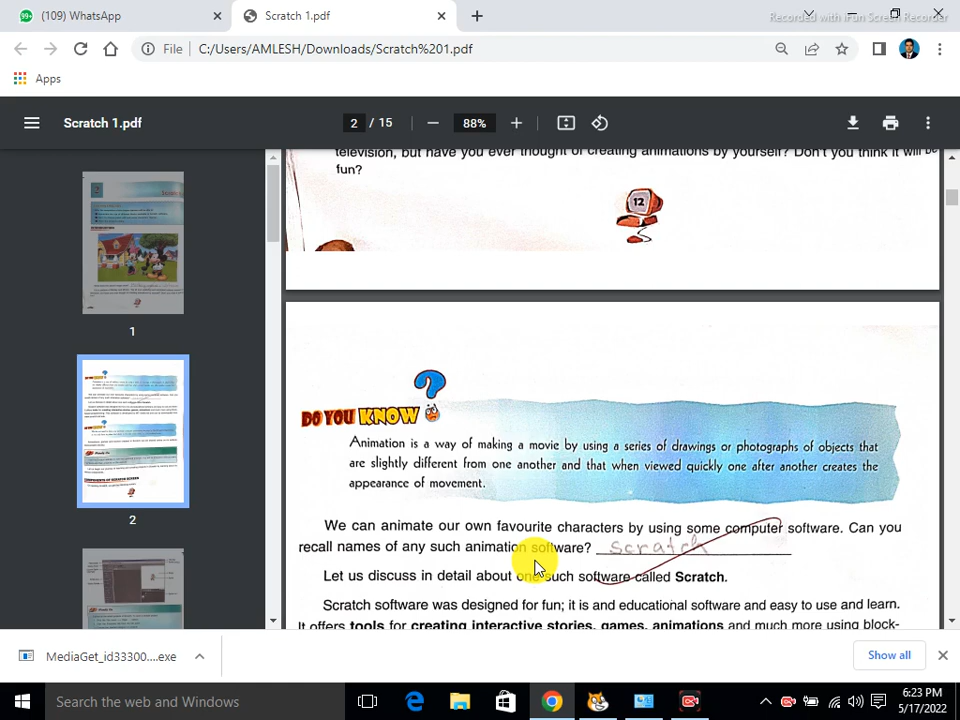 99+
(109) WhatsApp
Scratch 1.pdf
Recorded with iFun Screen Recorder
File
C:/Users/AMLESH/Downloads/Scratch%201.pdf
Apps
Scratch 1.pdf
2 / 15
88%
television, but have you ever thought of creating animations by yourself? Don't you think it will be
fun?
12
1
2
DO YOU KNOW
Animation is a way of making a movie by using a series of drawings or photographs of objects that
are slightly different from one another and that when viewed quickly one after another creates the
appearance of movement.
We can animate our own favourite characters by using some computer software. Can you
recall names of any such animation software? scratch
Let us discuss in detail about one such software called Scratch.
Scratch software was designed for fun; it is and educational software and easy to use and learn.
It offers tools for creating interactive stories, games, animations and much more using block-
MediaGet_id33300....exe
Show all
Search the web and Windows
6:23 PM
5/17/2022